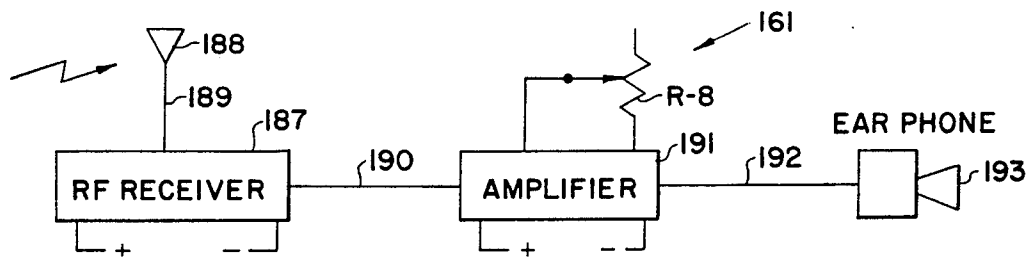 161
188
189
R-8
187
EAR PHONE
191
190
192
193
RF RECEIVER
AMPLIFIER
+ −
+ −